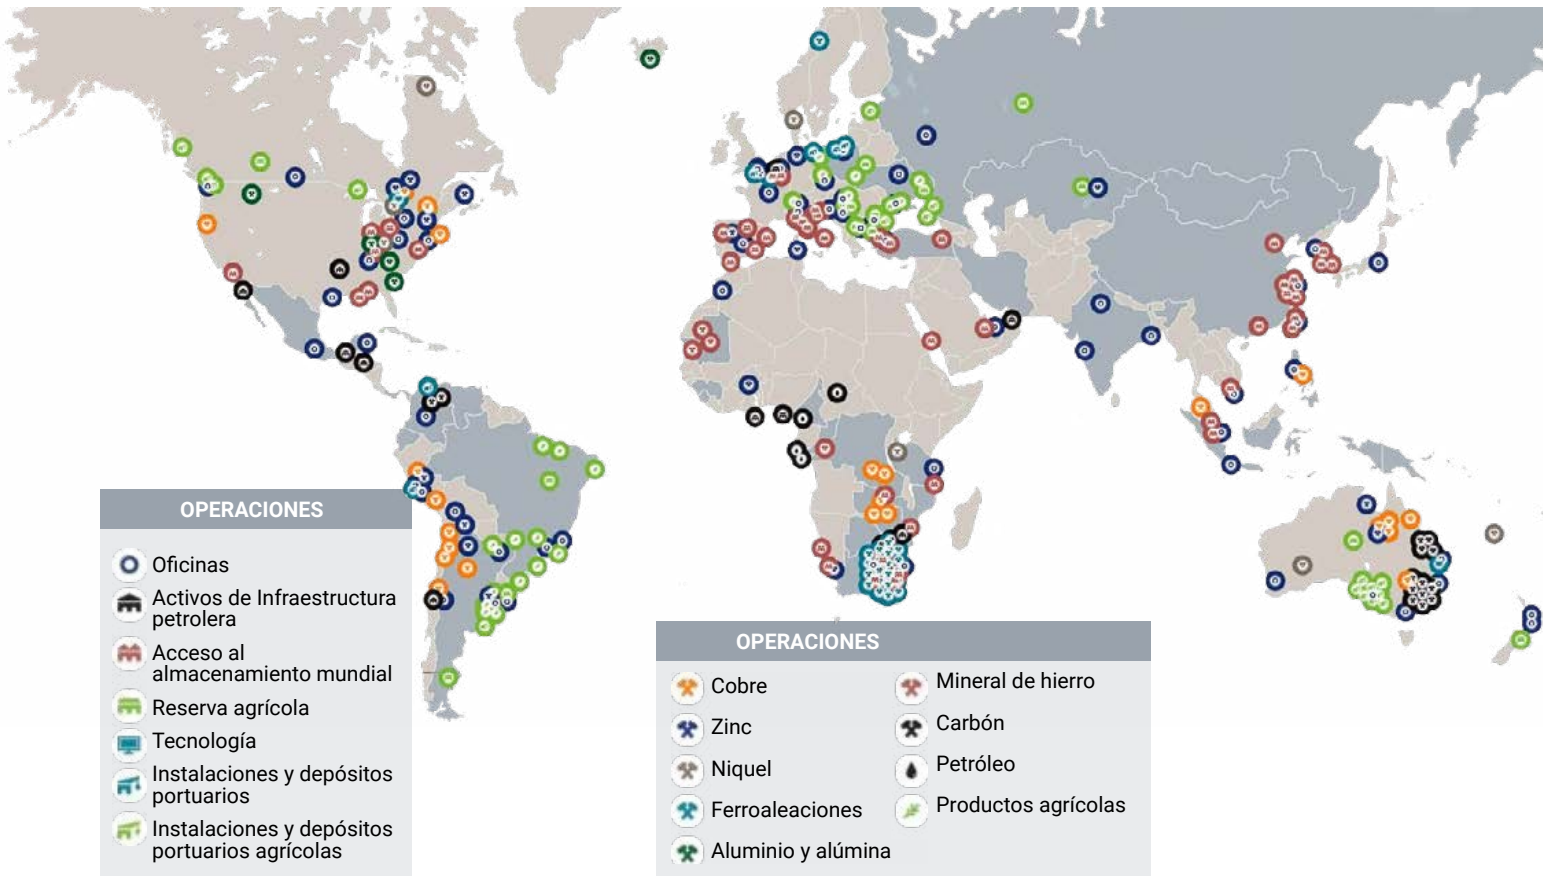 OPERACIONES
Oficinas
Activos de Infraestructura
petrolera
Acceso al
almacenamiento mundial
Reserva agrícola
Tecnología
Instalaciones y depósitos
portuarios
Instalaciones y depósitos
portuarios agrícolas
OPERACIONES
Cobre
Zinc
Niquel
Ferroaleaciones
Aluminio y alúmina
Mineral de hierro
Carbón
Petróleo
Productos agrícolas